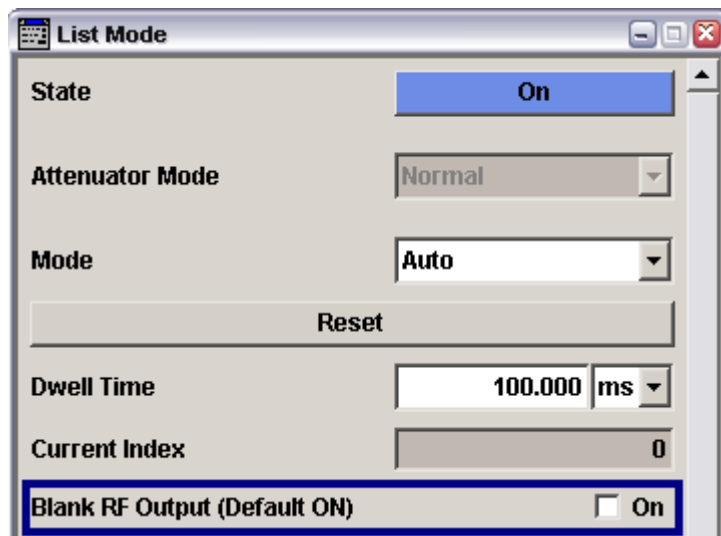 List Mode
State On
Attenuator Mode Normal
Mode Auto
Reset
Dwell Time 100.000 ms
Current Index 0
Blank RF Output (Default ON) On